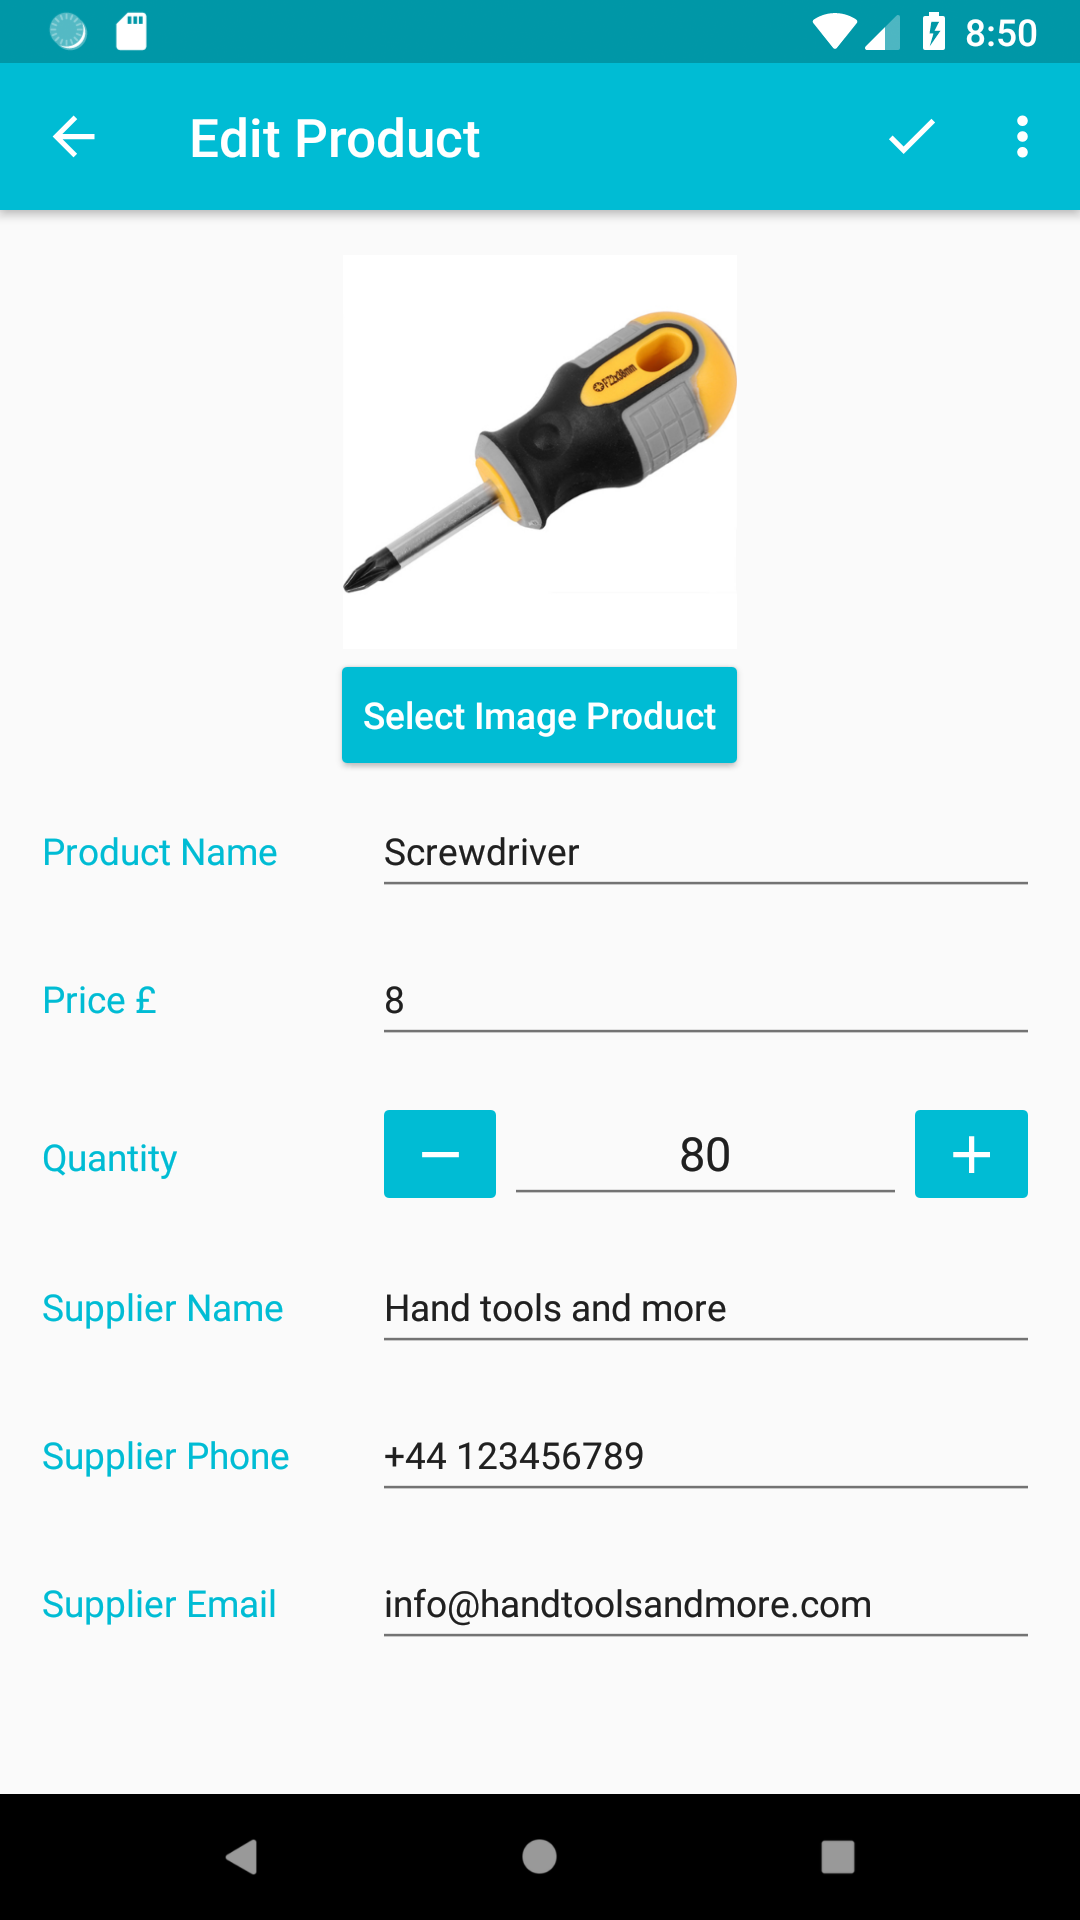 8:50
Edit Product
Select Image Product
Product Name
Screwdriver
Price £
8
Quantity
80
Supplier Name
Hand tools and more
Supplier Phone
+44 123456789
Supplier Email
info@handtoolsandmore.com